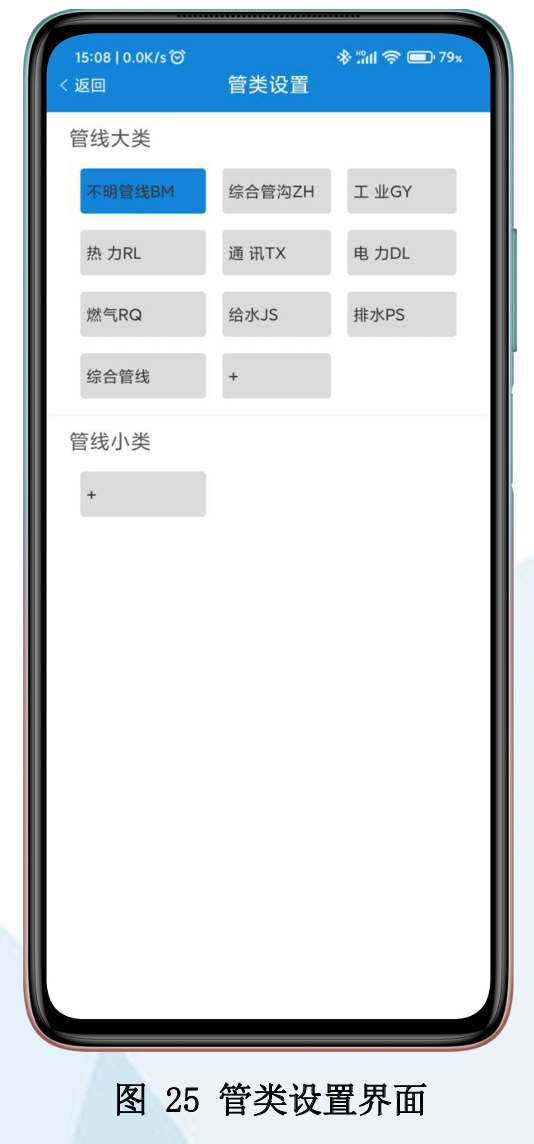 15:08 | 0.0K/s HD 79%
返回 管类设置
管线大类
不明管线BM 综合管沟ZH 工 业GY
热 力RL 通 讯TX 电 力DL
燃气RQ 给水JS 排水PS
综合管线 +
管线小类
+
图 25 管类设置界面